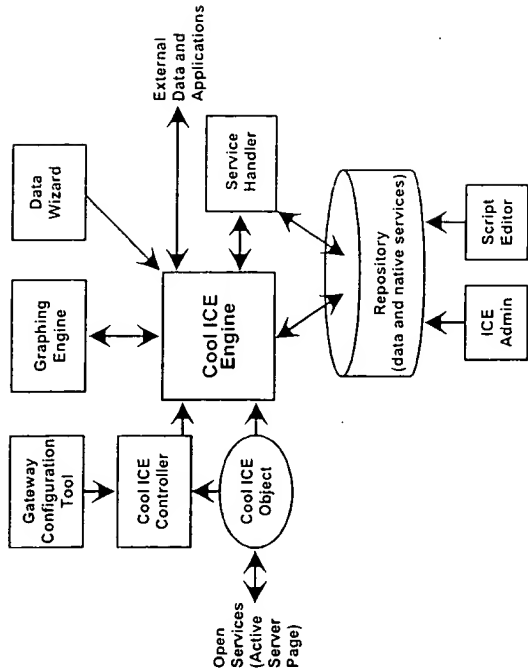 Gateway
Configuration
Tool
Graphing
Engine
Data
Wizard
Cool ICE
Controller
Cool ICE
Engine
External
Data and
Applications
Service
Handler
Open
Services
(Active
Server
Page)
Cool ICE
Object
Repository
(data and native services)
ICE
Admin
Script
Editor